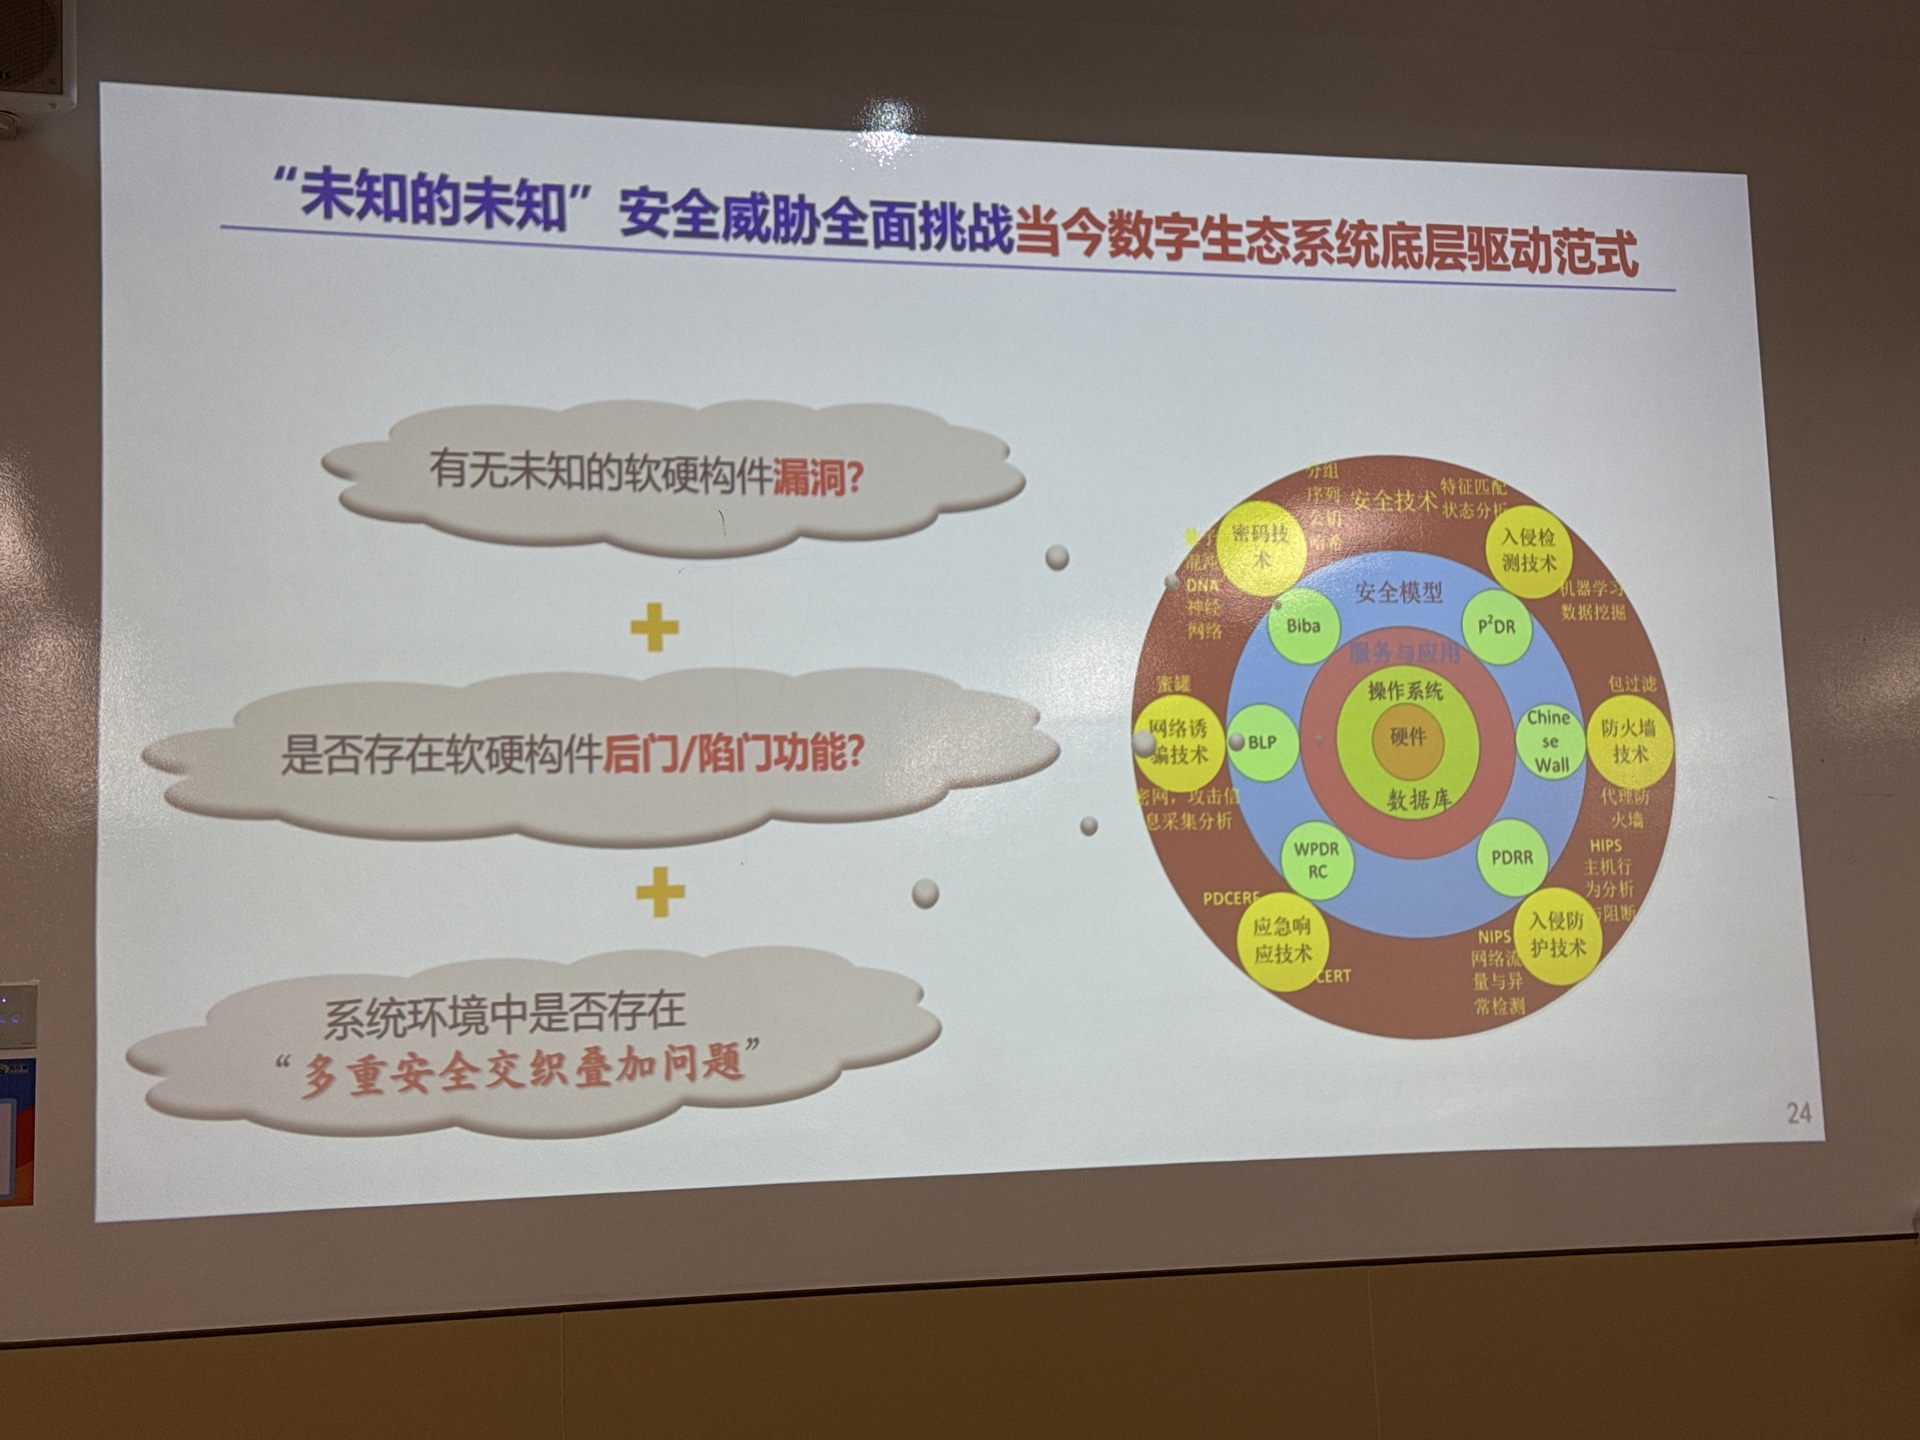 “未知的未知”安全威胁全面挑战当今数字生态系统底层驱动范式
有无未知的软硬构件漏洞?
是否存在软硬构件后门/陷门功能?
系统环境中是否存在
“多重安全交织叠加问题”
分组
序列
安全技术
特征匹配
状态分析
密码技
术
入侵检
测技术
DNA
神经
网络
机器学习
数据挖掘
安全模型
Biba
P²DR
服务与应用
操作系统
硬件
数据库
蜜罐
网络诱
骗技术
密网，攻击信
息采集分析
BLP
Chine
se
Wall
包过滤
防火墙
技术
代理防
火墙
WPDR
RC
PDRR
HIPS
主机行
为分析
与阻断
PDCERF
应急响
应技术
CERT
NIPS
网络流
量与异
常检测
入侵防
护技术
24